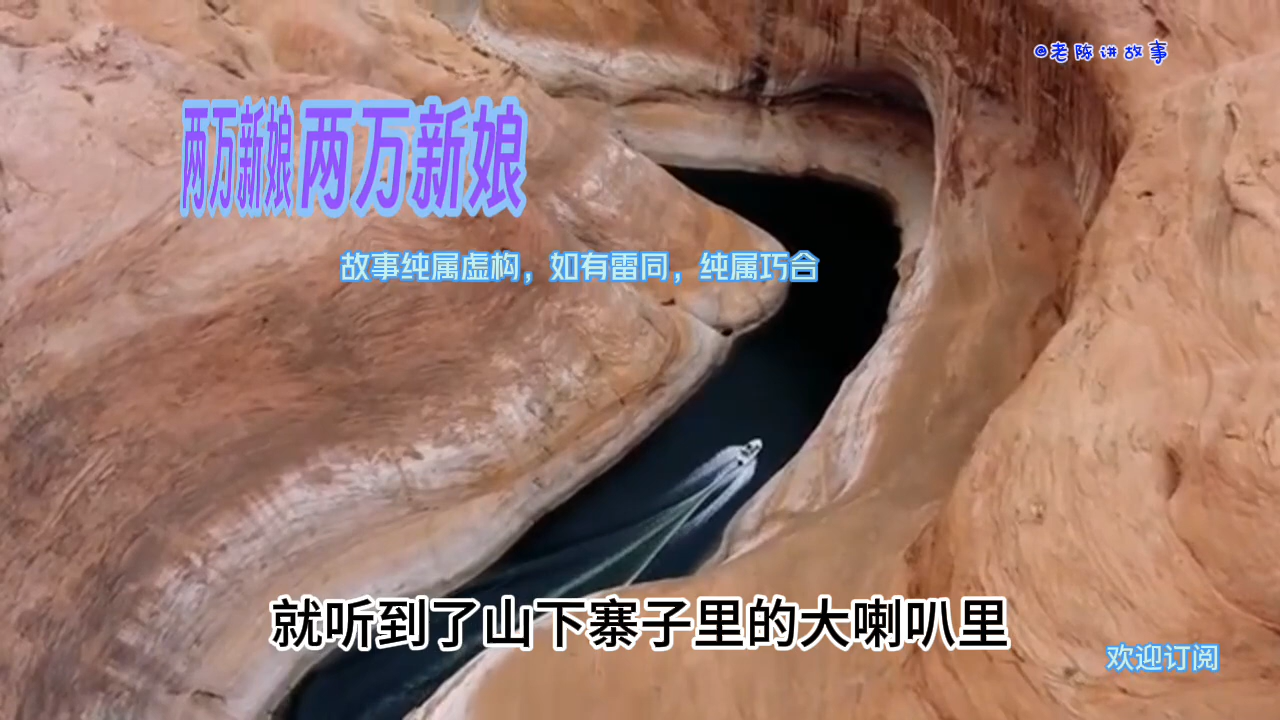 @老陈讲故事
两万新娘两万新娘
故事纯属虚构，如有雷同，纯属巧合
就听到了山下寨子里的大喇叭里
欢迎订阅